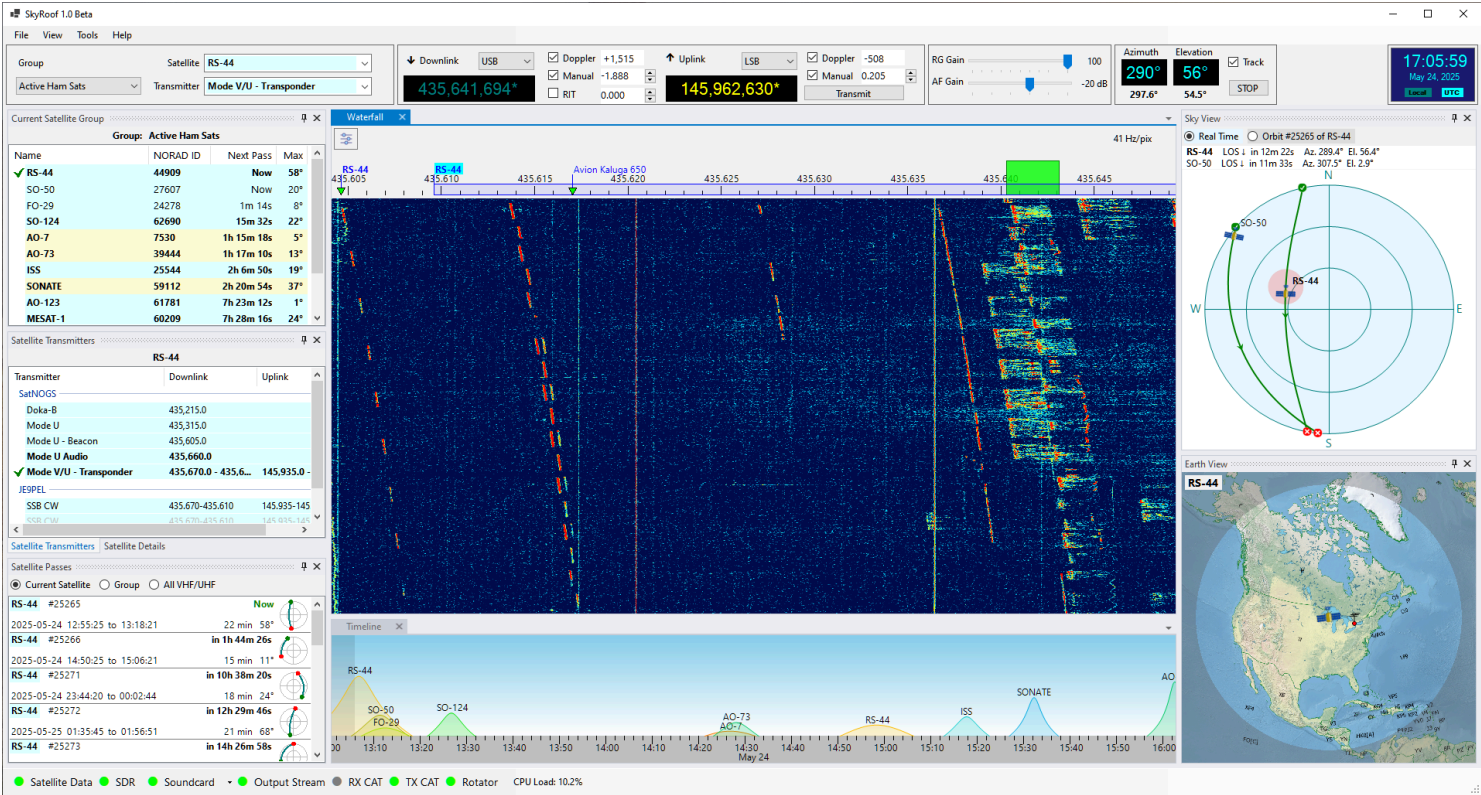 SkyRoof 1.0 Beta
File View Tools Help
Group Satellite RS-44
Active Ham Sats Transmitter Mode V/U - Transponder
Downlink USB Doppler +1,515
435,641,694* Manual -1.888
RIT 0.000
Uplink LSB Doppler -508
145,962,630* Manual 0.205
Transmit
RG Gain 100
AF Gain -20 dB
Azimuth Elevation Track
290° 56° STOP
297.6° 54.5°
17:05:59
May 24, 2025
Local UTC
Current Satellite Group
Group: Active Ham Sats
Name NORAD ID Next Pass Max
RS-44 44909 Now 58°
SO-50 27607 Now 20°
FO-29 24278 1m 14s 8°
SO-124 62690 15m 32s 22°
AO-7 7530 1h 15m 18s 5°
AO-73 39444 1h 17m 10s 13°
ISS 25544 2h 6m 50s 19°
SONATE 59112 2h 20m 54s 37°
AO-123 61781 7h 23m 12s 1°
MESAT-1 60209 7h 28m 16s 24°
Satellite Transmitters
RS-44
Transmitter Downlink Uplink
SatNOGS
Doka-B 435,215.0
Mode U 435,315.0
Mode U - Beacon 435,605.0
Mode U Audio 435,660.0
Mode V/U - Transponder 435,670.0 - 435,6... 145,935.0 -
JE9PEL
SSB CW 435.670-435.610 145.935-145
SSB CW 435.670-435.610 145.935-145
Satellite Transmitters Satellite Details
Satellite Passes
Current Satellite Group All VHF/UHF
RS-44 #25265 Now
2025-05-24 12:55:25 to 13:18:21 22 min 58°
RS-44 #25266 in 1h 44m 26s
2025-05-24 14:50:25 to 15:06:21 15 min 11°
RS-44 #25271 in 10h 38m 20s
2025-05-24 23:44:20 to 00:02:44 18 min 24°
RS-44 #25272 in 12h 29m 46s
2025-05-25 01:35:45 to 01:56:51 21 min 68°
RS-44 #25273 in 14h 26m 58s
Waterfall
41 Hz/pix
RS-44 RS-44 Avion Kaluga 650
435.605 435.610 435.615 435.620 435.625 435.630 435.635 435.640 435.645
Timeline
RS-44
SO-50
FO-29
SO-124
AO-73
AO-7
RS-44
ISS
SONATE
AO
00 13:10 13:20 13:30 13:40 13:50 14:00 14:10 14:20 14:30 14:40 14:50 15:00 15:10 15:20 15:30 15:40 15:50 16:00
May 24
Sky View
Real Time Orbit #25265 of RS-44
RS-44 LOS↓ in 12m 22s Az. 289.4° El. 56.4°
SO-50 LOS↓ in 11m 33s Az. 307.5° El. 2.9°
N
SO-50
RS-44
W E
S
Earth View
RS-44
Satellite Data SDR Soundcard Output Stream RX CAT TX CAT Rotator CPU Load: 10.2%